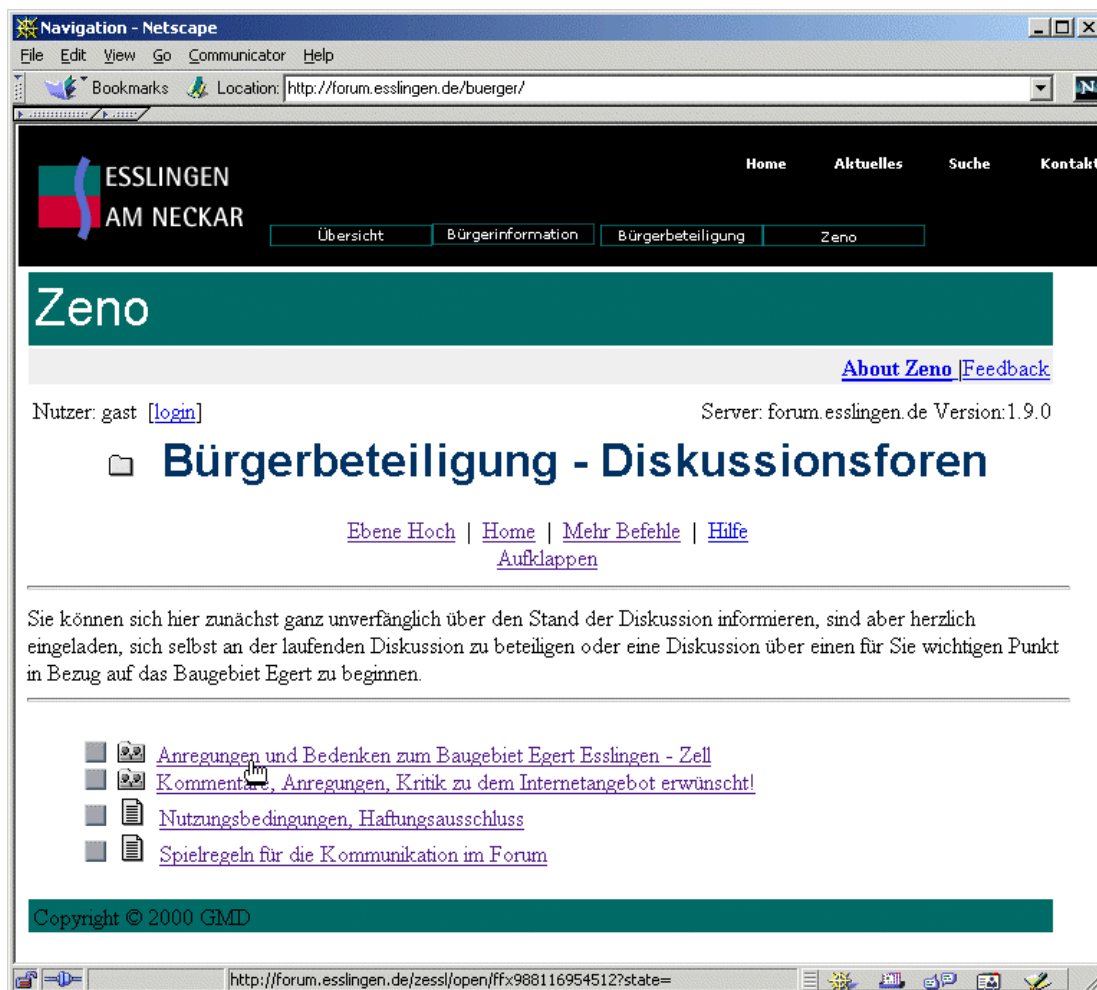 Navigation - Netscape
File Edit View Go Communicator Help
Bookmarks Location: http://forum.esslingen.de/buerger/
N
ESSLINGEN
AM NECKAR
Home Aktuelles Suche Kontakt
Übersicht Bürgerinformation Bürgerbeteiligung Zeno
Zeno
About Zeno |Feedback
Nutzer: gast [login] Server: forum.esslingen.de Version:1.9.0
Bürgerbeteiligung - Diskussionsforen
Ebene Hoch | Home | Mehr Befehle | Hilfe
Aufklappen
Sie können sich hier zunächst ganz unverfänglich über den Stand der Diskussion informieren, sind aber herzlich
eingeladen, sich selbst an der laufenden Diskussion zu beteiligen oder eine Diskussion über einen für Sie wichtigen Punkt
in Bezug auf das Baugebiet Egert zu beginnen.
Anregungen und Bedenken zum Baugebiet Egert Esslingen - Zell
Kommentare, Anregungen, Kritik zu dem Internetangebot erwünscht!
Nutzungsbedingungen, Haftungsausschluss
Spielregeln für die Kommunikation im Forum
Copyright © 2000 GMD
http://forum.esslingen.de/zessl/open/ffx988116954512?state=